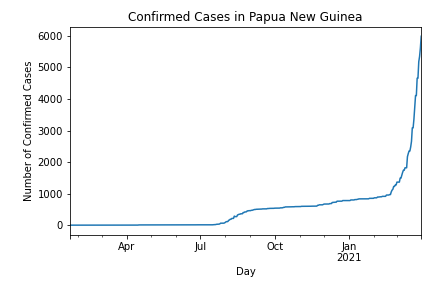 Confirmed Cases in Papua New Guinea
6000
5000
4000
3000
2000
1000
0
Number of Confirmed Cases
Apr
Jul
Oct
Jan
2021
Day